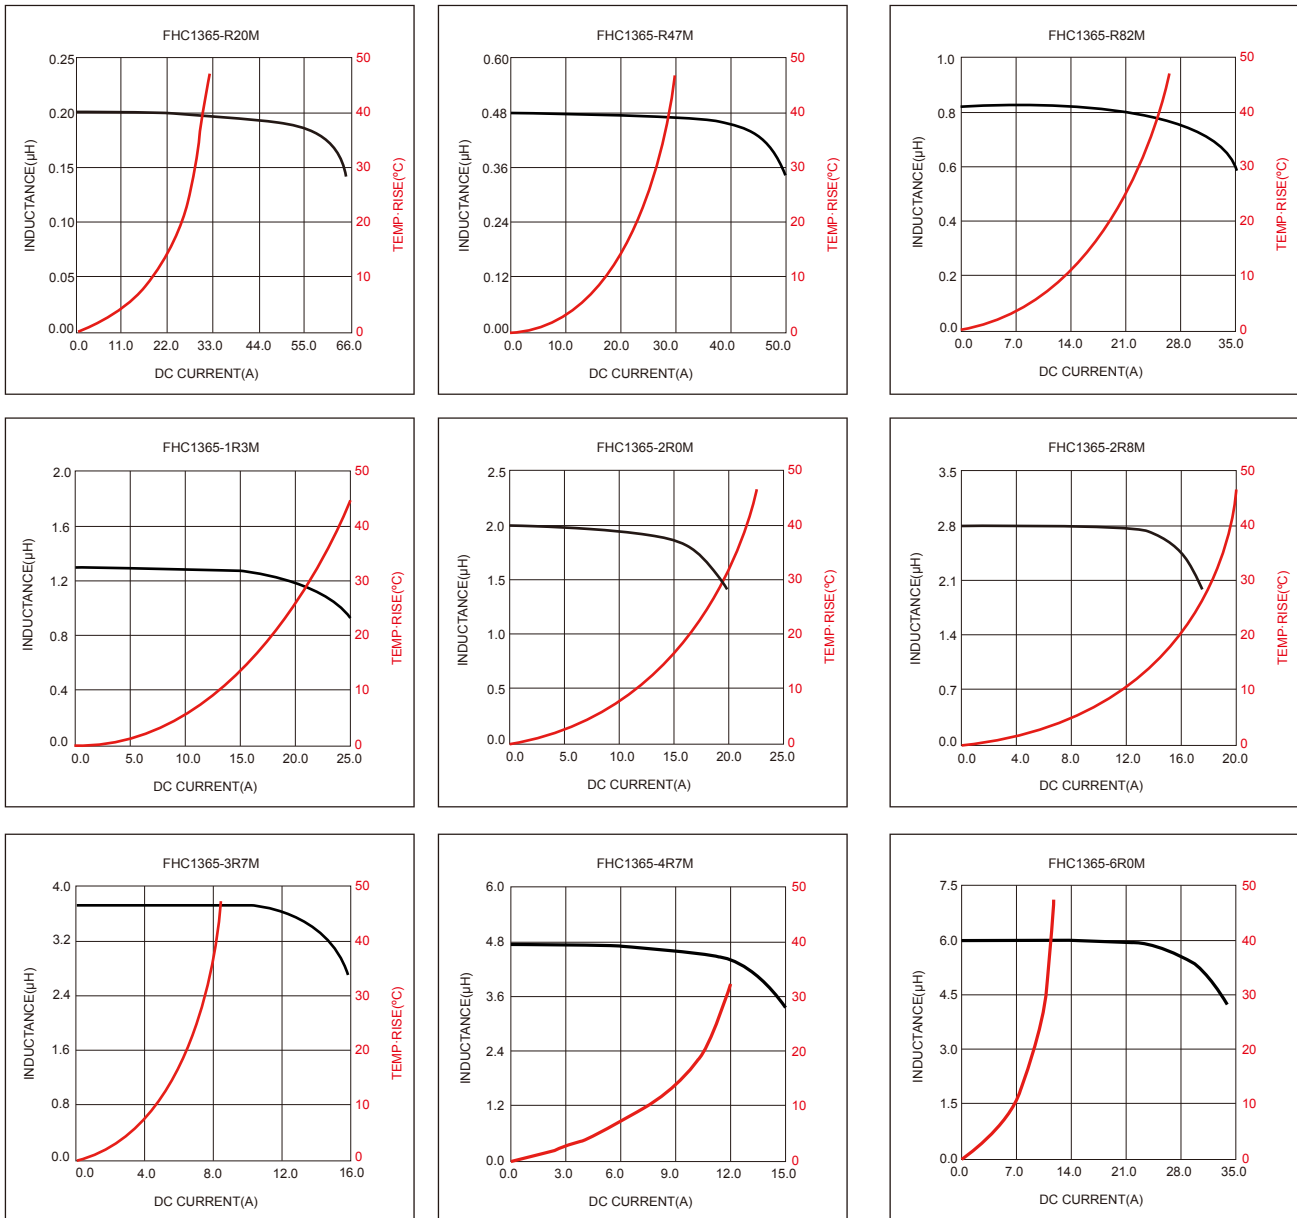 FHC1365-R20M
0.25
0.20
0.15
0.10
0.05
0.00
50
40
30
20
10
0
0.0 11.0 22.0 33.0 44.0 55.0 66.0
INDUCTANCE(μH)
TEMP·RISE(ºC)
DC CURRENT(A)
FHC1365-R47M
0.60
0.48
0.36
0.24
0.12
0.00
50
40
30
20
10
0
0.0 10.0 20.0 30.0 40.0 50.0
INDUCTANCE(μH)
TEMP·RISE(ºC)
DC CURRENT(A)
FHC1365-R82M
1.0
0.8
0.6
0.4
0.2
0.0
50
40
30
20
10
0
0.0 7.0 14.0 21.0 28.0 35.0
INDUCTANCE(μH)
TEMP·RISE(ºC)
DC CURRENT(A)
FHC1365-1R3M
2.0
1.6
1.2
0.8
0.4
0.0
50
40
30
20
10
0
0.0 5.0 10.0 15.0 20.0 25.0
INDUCTANCE(μH)
TEMP·RISE(ºC)
DC CURRENT(A)
FHC1365-2R0M
2.5
2.0
1.5
1.0
0.5
0.0
50
40
30
20
10
0
0.0 5.0 10.0 15.0 20.0 25.0
INDUCTANCE(μH)
TEMP·RISE(ºC)
DC CURRENT(A)
FHC1365-2R8M
3.5
2.8
2.1
1.4
0.7
0.0
50
40
30
20
10
0
0.0 4.0 8.0 12.0 16.0 20.0
INDUCTANCE(μH)
TEMP·RISE(ºC)
DC CURRENT(A)
FHC1365-3R7M
4.0
3.2
2.4
1.6
0.8
0.0
50
40
30
20
10
0
0.0 4.0 8.0 12.0 16.0
INDUCTANCE(μH)
TEMP·RISE(ºC)
DC CURRENT(A)
FHC1365-4R7M
6.0
4.8
3.6
2.4
1.2
0.0
50
40
30
20
10
0
0.0 3.0 6.0 9.0 12.0 15.0
INDUCTANCE(μH)
TEMP·RISE(ºC)
DC CURRENT(A)
FHC1365-6R0M
7.5
6.0
4.5
3.0
1.5
0.0
50
40
30
20
10
0
0.0 7.0 14.0 21.0 28.0 35.0
INDUCTANCE(μH)
TEMP·RISE(ºC)
DC CURRENT(A)